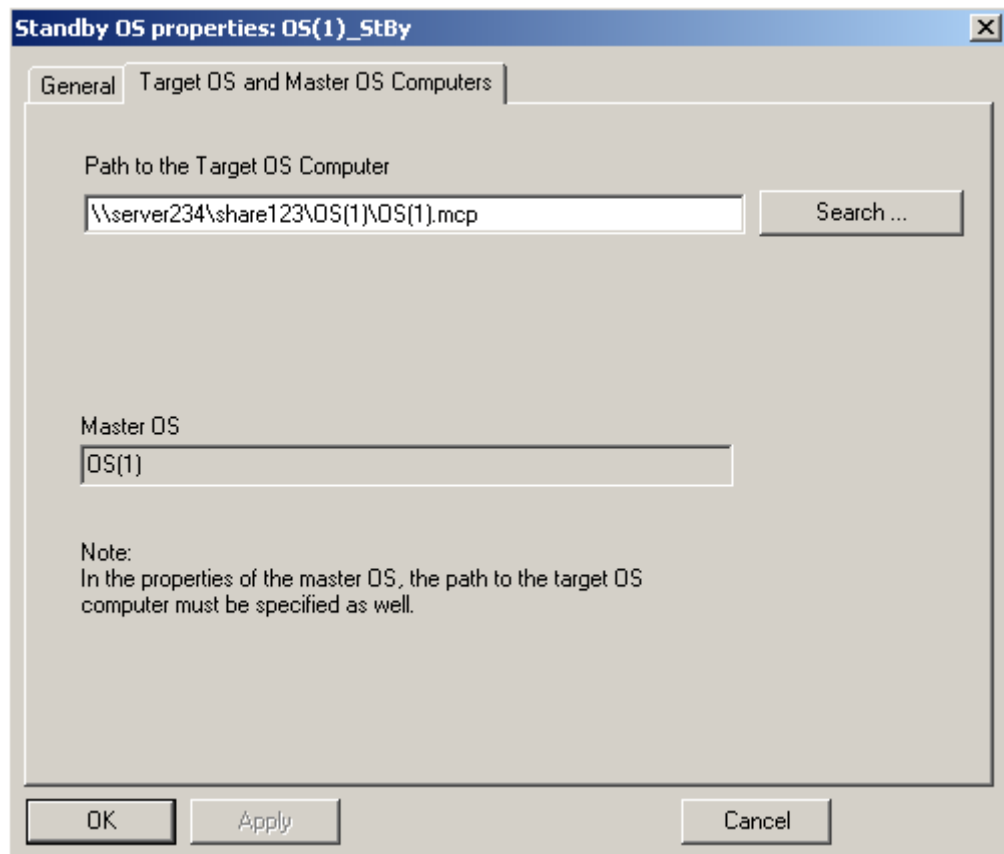 Standby OS properties: OS(1)_StBy
General
Target OS and Master OS Computers
Path to the Target OS Computer
\\server234\share123\OS(1)\OS(1).mcp
Search ...
Master OS
OS(1)
Note:
In the properties of the master OS, the path to the target OS
computer must be specified as well.
OK
Apply
Cancel